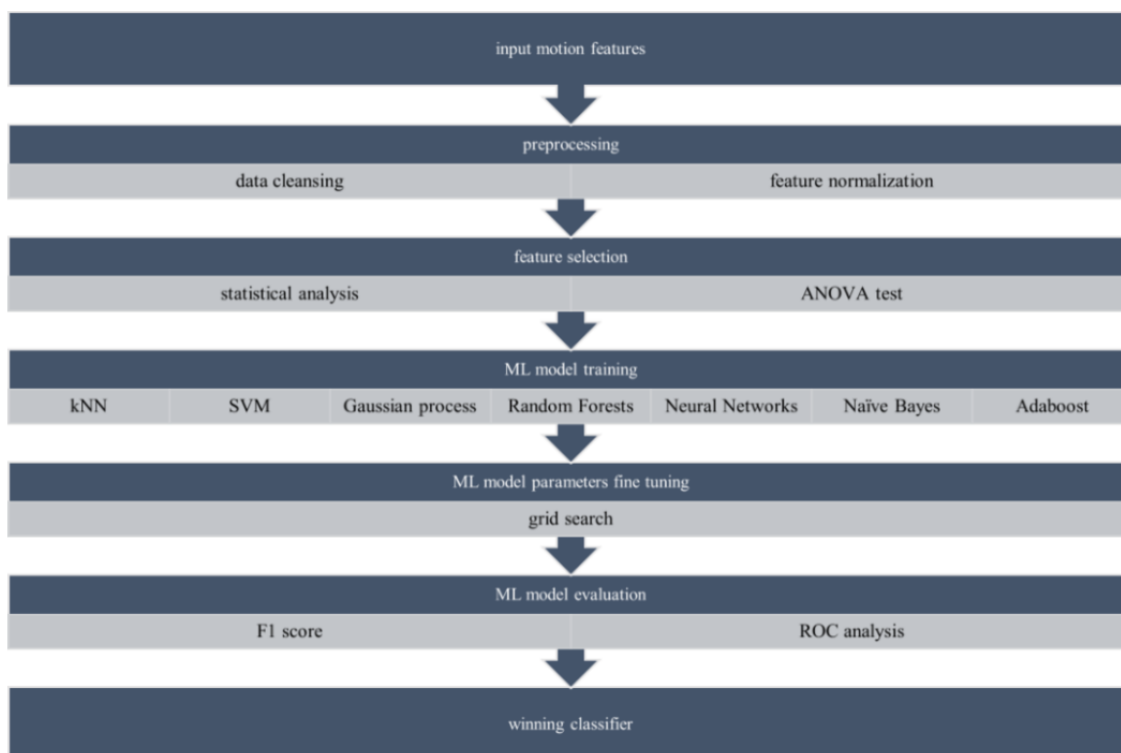 input motion features
preprocessing
data cleansing feature normalization
feature selection
statistical analysis ANOVA test
ML model training
kNN SVM Gaussian process Random Forests Neural Networks Naïve Bayes Adaboost
ML model parameters fine tuning
grid search
ML model evaluation
F1 score ROC analysis
winning classifier